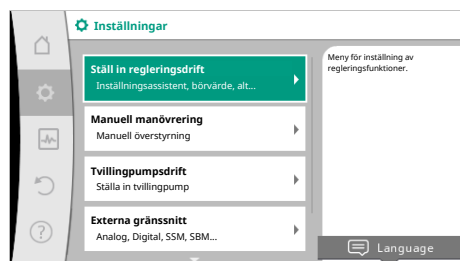 Inställningar
Ställ in regleringsdrift
Inställningsassistent, börvärde, alt...
Manuell manövrering
Manuell överstyrning
Tvillingpumpsdrift
Ställa in tvillingpump
Externa gränssnitt
Analog, Digital, SSM, SBM...
Meny för inställning av
regleringsfunktioner.
Language